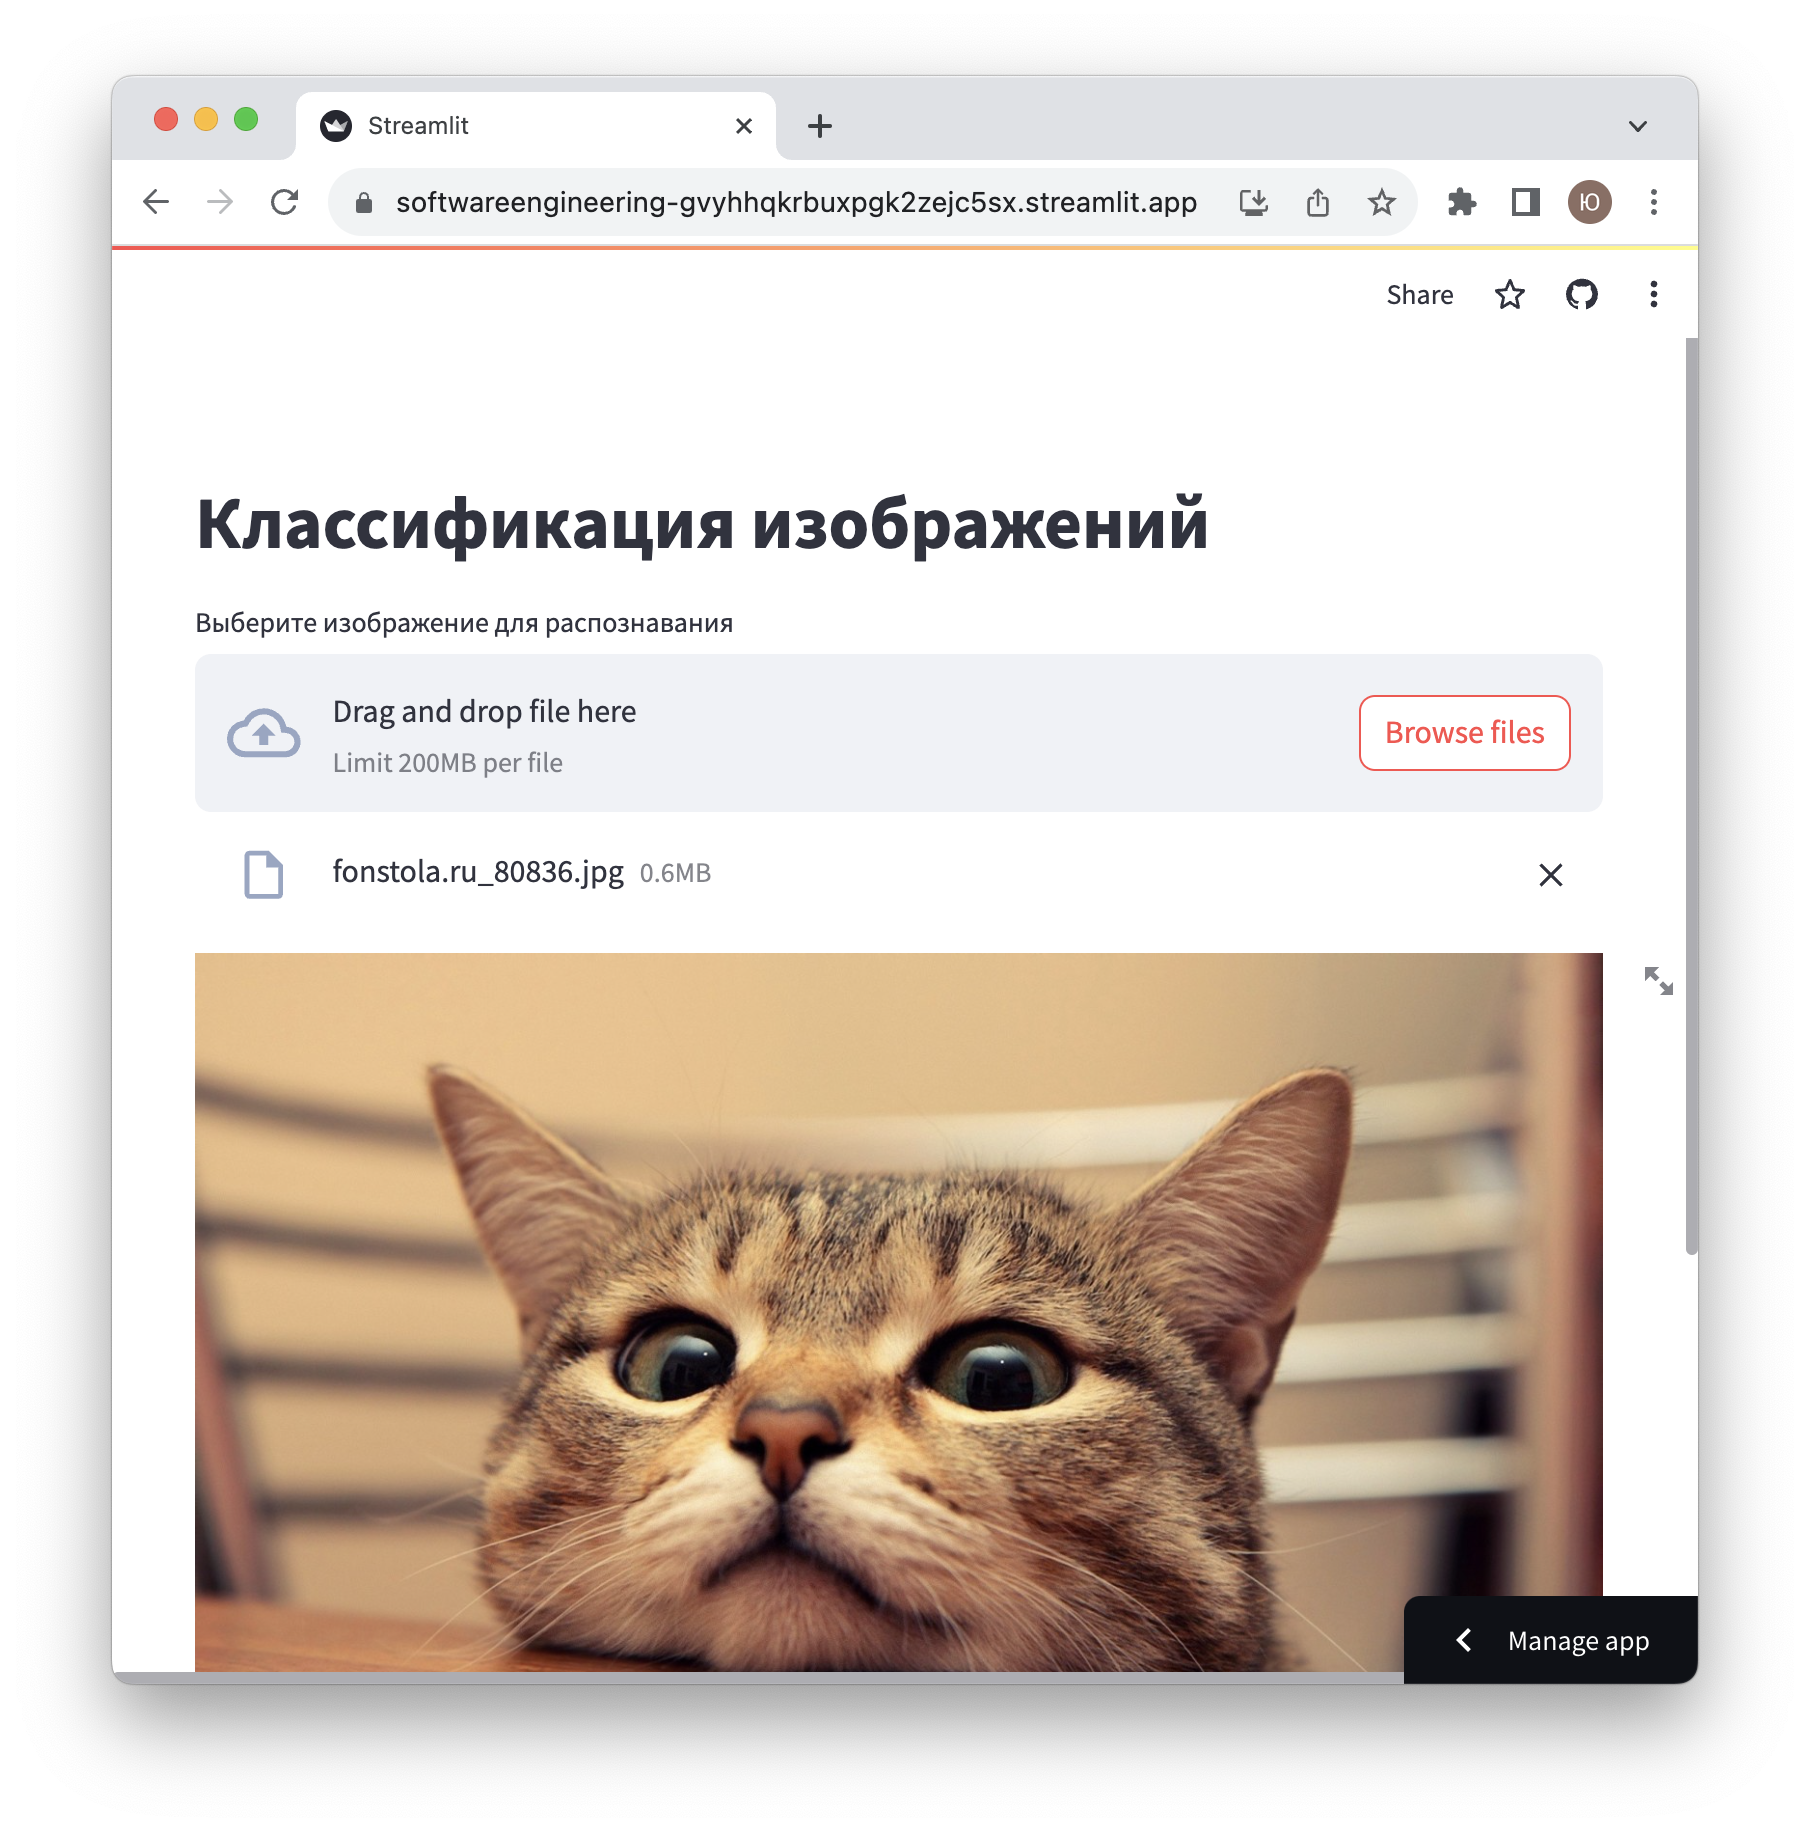 Streamlit
softwareengineering-gvyhhqkrbuxpgk2zejc5sx.streamlit.app
Ю
Share
Классификация изображений
Выберите изображение для распознавания
Drag and drop file here
Browse files
Limit 200MB per file
fonstola.ru_80836.jpg 0.6MB
Manage app